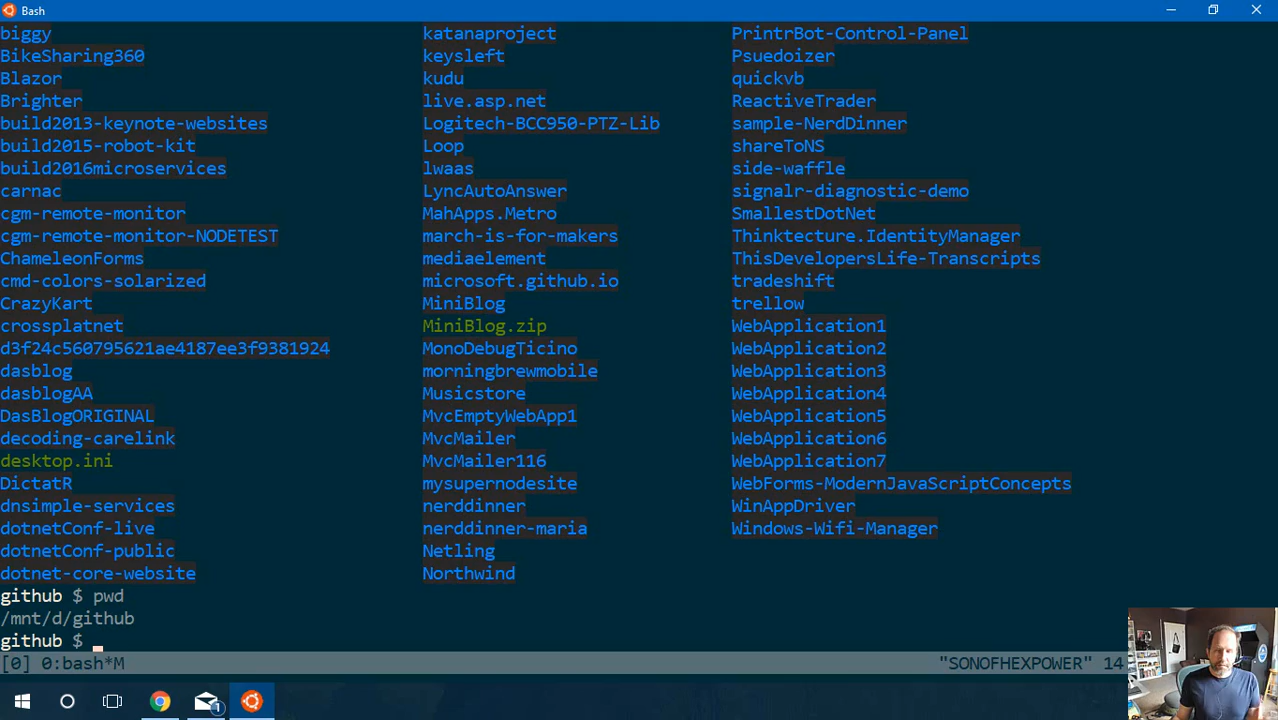 Bash
biggy katanaproject PrintrBot-Control-Panel
BikeSharing360 keysleft Psuedoizer
Blazor kudu quickvb
Brighter live.asp.net ReactiveTrader
build2013-keynote-websites Logitech-BCC950-PTZ-Lib sample-NerdDinner
build2015-robot-kit Loop shareToNS
build2016microservices lwaas side-waffle
carnac LyncAutoAnswer signalr-diagnostic-demo
cgm-remote-monitor MahApps.Metro SmallestDotNet
cgm-remote-monitor-NODETEST march-is-for-makers Thinktecture.IdentityManager
ChameleonForms mediaelement ThisDevelopersLife-Transcripts
cmd-colors-solarized microsoft.github.io tradeshift
CrazyKart MiniBlog trellow
crossplatnet MiniBlog.zip WebApplication1
d3f24c560795621ae4187ee3f9381924 MonoDebugTicino WebApplication2
dasblog morningbrewmobile WebApplication3
dasblogAA Musicstore WebApplication4
DasBlogORIGINAL MvcEmptyWebApp1 WebApplication5
decoding-carelink MvcMailer WebApplication6
desktop.ini MvcMailer116 WebApplication7
DictatR mysupernodesite WebForms-ModernJavaScriptConcepts
dnsimple-services nerddinner WinAppDriver
dotnetConf-live nerddinner-maria Windows-Wifi-Manager
dotnetConf-public Netling
dotnet-core-website Northwind
github $ pwd
/mnt/d/github
github $
[0] 0:bash*M "SONOFHEXPOWER" 14
1